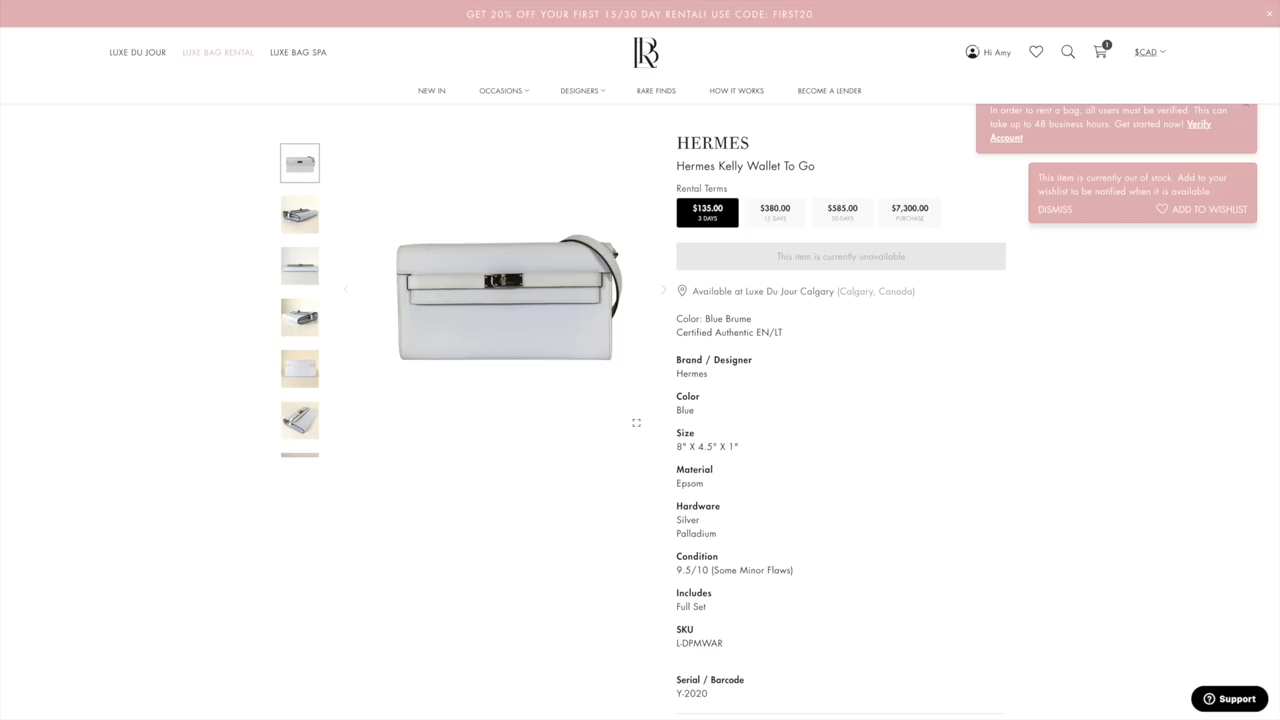 GET 20% OFF YOUR FIRST 15/30 DAY RENTAL! USE CODE: FIRST20
×
LUXE DU JOUR
LUXE BAG RENTAL
LUXE BAG SPA
Hi Amy
1
$CAD
NEW IN
OCCASIONS
DESIGNERS
RARE FINDS
HOW IT WORKS
BECOME A LENDER
In order to rent a bag, all users must be verified. This can
take up to 48 business hours. Get started now! Verify
Account
This item is currently out of stock. Add to your
wishlist to be notified when it is available.
DISMISS
ADD TO WISHLIST
HERMES
Hermes Kelly Wallet To Go
Rental Terms
$135.00
3 DAYS
$380.00
15 DAYS
$585.00
30 DAYS
$7,300.00
PURCHASE
This item is currently unavailable
Available at Luxe Du Jour Calgary (Calgary, Canada)
Color: Blue Brume
Certified Authentic EN/LT
Brand / Designer
Hermes
Color
Blue
Size
8" X 4.5" X 1"
Material
Epsom
Hardware
Silver
Palladium
Condition
9.5/10 (Some Minor Flaws)
Includes
Full Set
SKU
L-DPMWAR
Serial / Barcode
Y-2020
Support